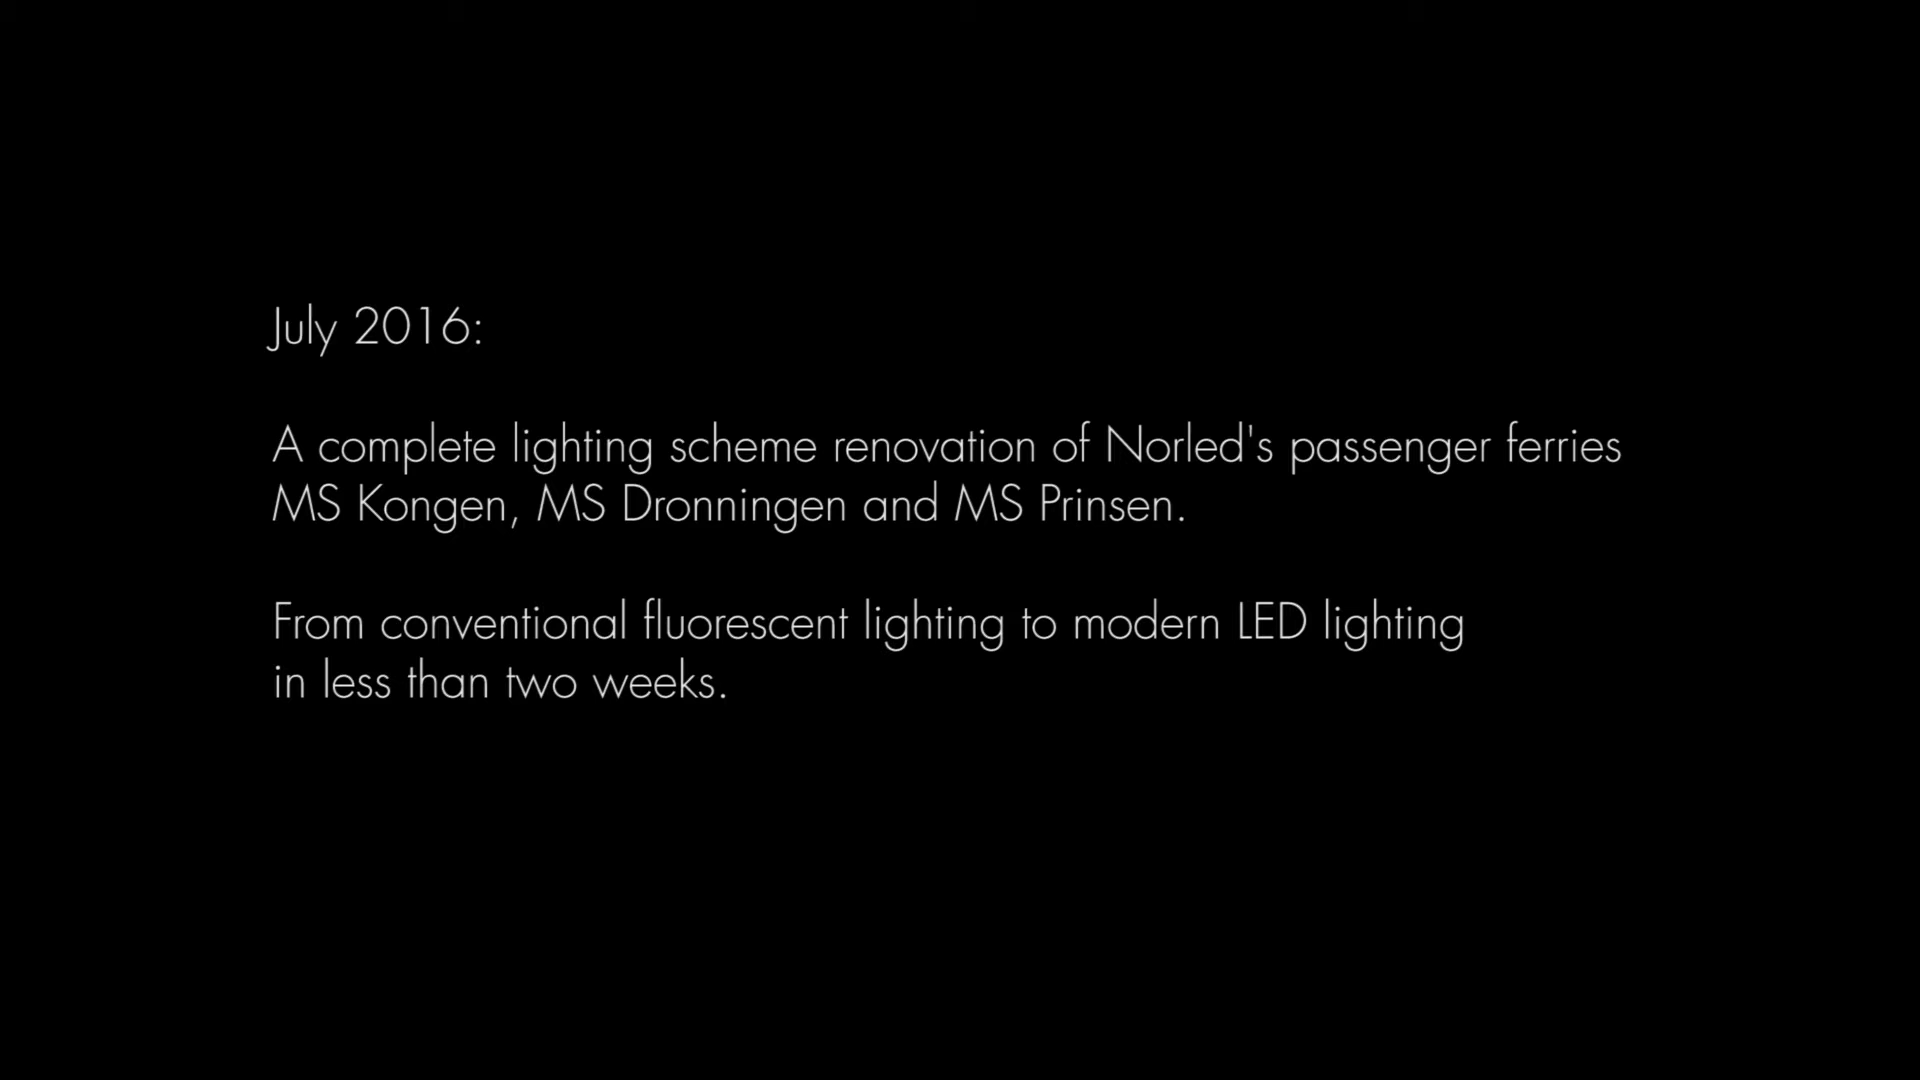 July 2016:
A complete lighting scheme renovation of Norled's passenger ferries
MS Kongen, MS Dronningen and MS Prinsen.
From conventional fluorescent lighting to modern LED lighting
in less than two weeks.